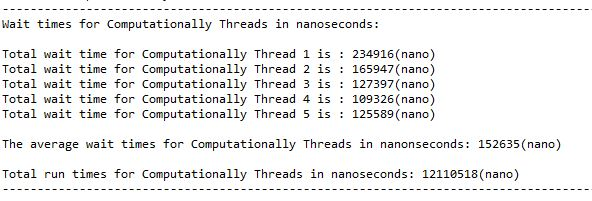 Wait times for Computationally Threads in nanoseconds:
Total wait time for Computationally Thread 1 is : 234916(nano)
Total wait time for Computationally Thread 2 is : 165947(nano)
Total wait time for Computationally Thread 3 is : 127397(nano)
Total wait time for Computationally Thread 4 is : 109326(nano)
Total wait time for Computationally Thread 5 is : 125589(nano)
The average wait times for Computationally Threads in nanonseconds: 152635(nano)
Total run times for Computationally Threads in nanoseconds: 12110518(nano)